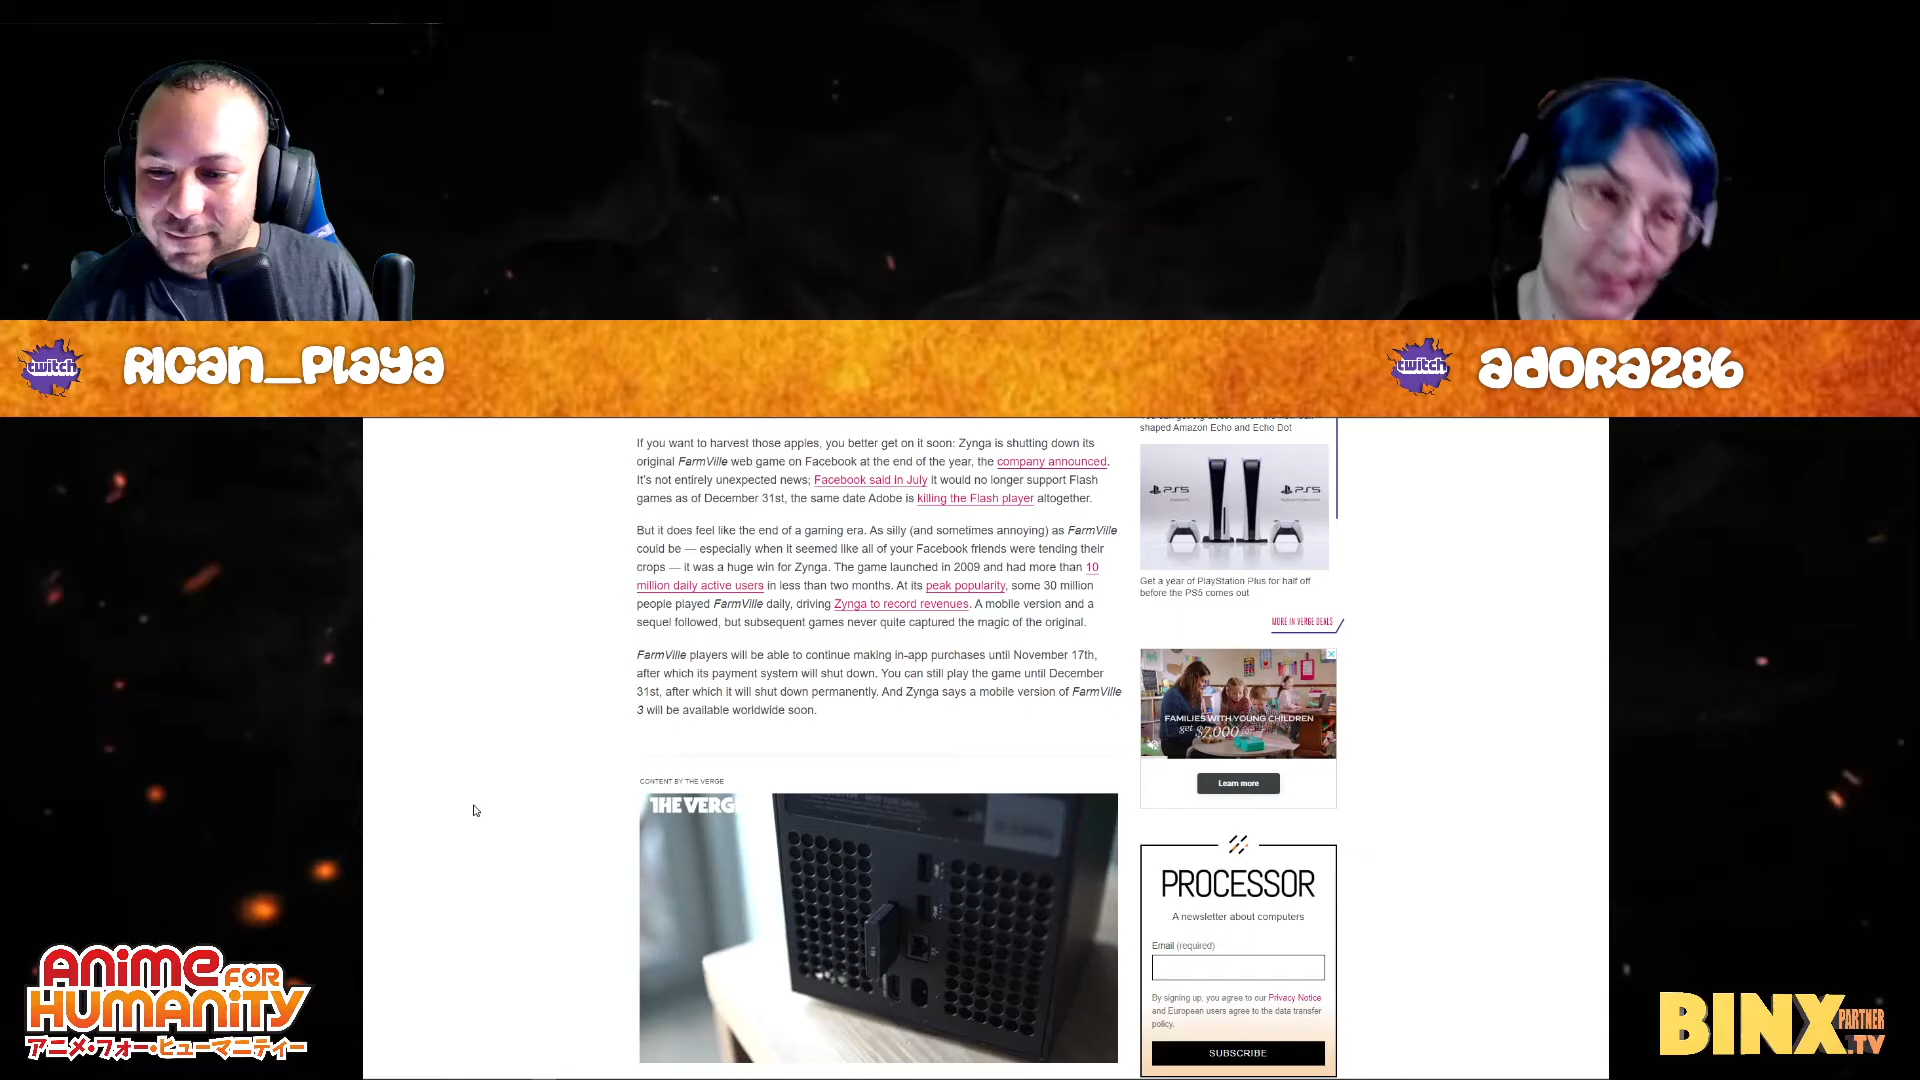 twitch
RICAN_PLAYA
twitch
ADORA286
shaped Amazon Echo and Echo Dot
If you want to harvest those apples, you better get on it soon: Zynga is shutting down its
original FarmVille web game on Facebook at the end of the year, the company announced.
It's not entirely unexpected news; Facebook said in July it would no longer support Flash
games as of December 31st, the same date Adobe is killing the Flash player altogether.
But it does feel like the end of a gaming era. As silly (and sometimes annoying) as FarmVille
could be — especially when it seemed like all of your Facebook friends were tending their
crops — it was a huge win for Zynga. The game launched in 2009 and had more than 10
million daily active users in less than two months. At its peak popularity, some 30 million
people played FarmVille daily, driving Zynga to record revenues. A mobile version and a
sequel followed, but subsequent games never quite captured the magic of the original.
FarmVille players will be able to continue making in-app purchases until November 17th,
after which its payment system will shut down. You can still play the game until December
31st, after which it will shut down permanently. And Zynga says a mobile version of FarmVille
3 will be available worldwide soon.
CONTENT BY THE VERGE
THE VERG
PS5
PS5
Get a year of PlayStation Plus for half off
before the PS5 comes out
MORE IN VERGE DEALS
FAMILIES WITH YOUNG CHILDREN
get $7,000
Learn more
PROCESSOR
A newsletter about computers
Email (required)
By signing up, you agree to our Privacy Notice
and European users agree to the data transfer
policy.
SUBSCRIBE
ANIME FOR
HUMANITY
アニメ・フォー・ヒューマニティー
BINX PARTNER
.TV